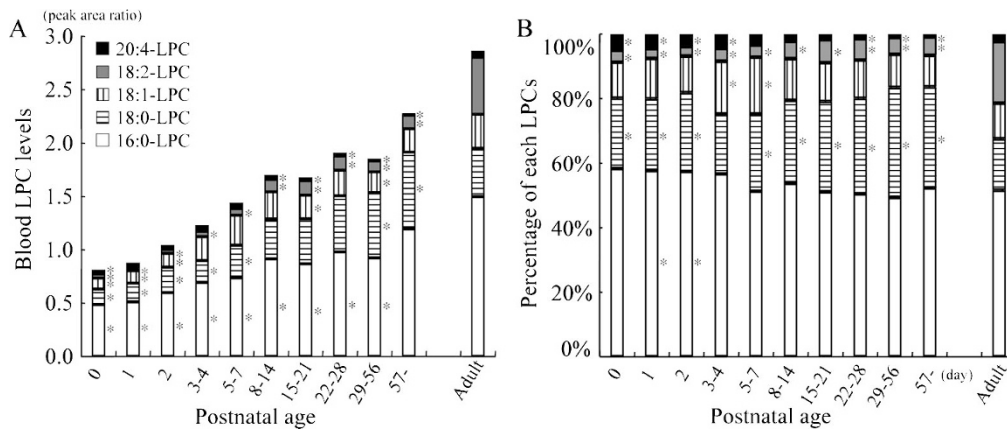 (peak area ratio)
A
3.0
2.5
2.0
1.5
1.0
0.5
0.0
Blood LPC levels
20:4-LPC
18:2-LPC
18:1-LPC
18:0-LPC
16:0-LPC
0
1
2
3-4
5-7
8-14
15-21
22-28
29-56
57-
Adult
Postnatal age
B
100%
80%
60%
40%
20%
0%
Percentage of each LPCs
0
1
2
3-4
5-7
8-14
15-21
22-28
29-56
57-
(day)
Adult
Postnatal age